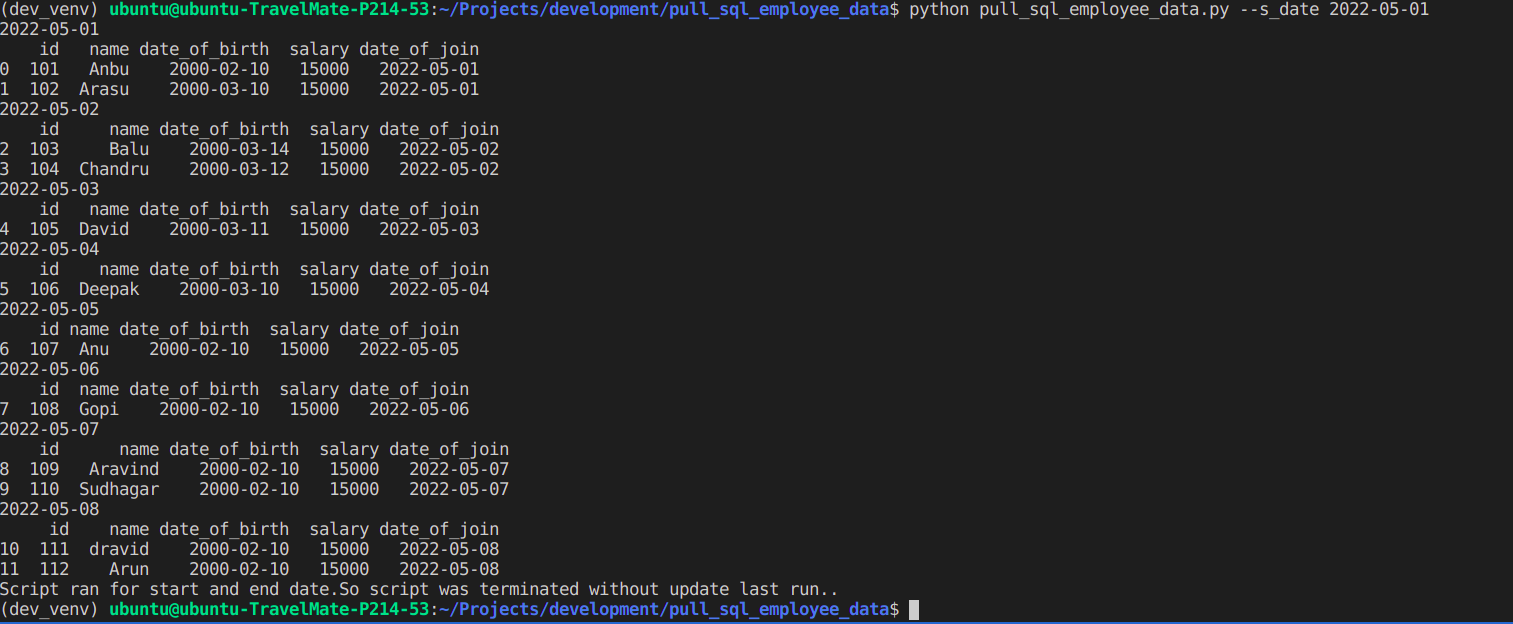 (dev_venv) ubuntu@ubuntu-TravelMate-P214-53:~/Projects/development/pull_sql_employee_data$ python pull_sql_employee_data.py --s_date 2022-05-01
2022-05-01
    id   name date_of_birth  salary date_of_join
0  101   Anbu    2000-02-10   15000   2022-05-01
1  102  Arasu    2000-03-10   15000   2022-05-01
2022-05-02
    id     name date_of_birth  salary date_of_join
2  103     Balu    2000-03-14   15000   2022-05-02
3  104  Chandru    2000-03-12   15000   2022-05-02
2022-05-03
    id   name date_of_birth  salary date_of_join
4  105  David    2000-03-11   15000   2022-05-03
2022-05-04
    id    name date_of_birth  salary date_of_join
5  106  Deepak    2000-03-10   15000   2022-05-04
2022-05-05
    id name date_of_birth  salary date_of_join
6  107  Anu    2000-02-10   15000   2022-05-05
2022-05-06
    id  name date_of_birth  salary date_of_join
7  108  Gopi    2000-02-10   15000   2022-05-06
2022-05-07
    id      name date_of_birth  salary date_of_join
8  109   Aravind    2000-02-10   15000   2022-05-07
9  110  Sudhagar    2000-02-10   15000   2022-05-07
2022-05-08
     id    name date_of_birth  salary date_of_join
10  111  dravid    2000-02-10   15000   2022-05-08
11  112    Arun    2000-02-10   15000   2022-05-08
Script ran for start and end date.So script was terminated without update last run..
(dev_venv) ubuntu@ubuntu-TravelMate-P214-53:~/Projects/development/pull_sql_employee_data$